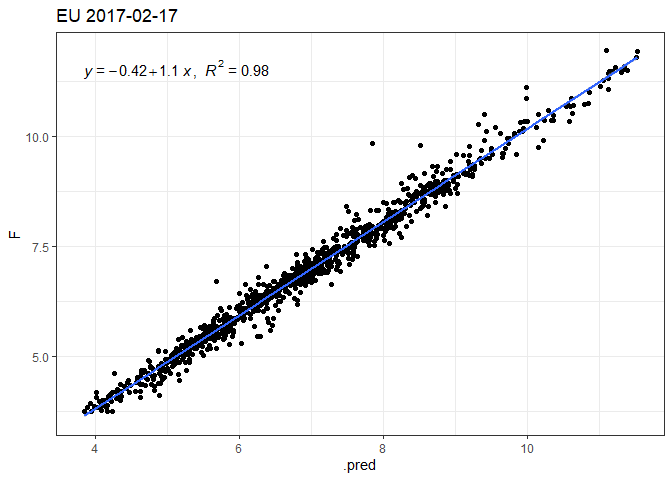 EU 2017-02-17
y = −0.42+1.1 x , R² = 0.98
10.0
7.5
5.0
F
4 6 8 10
.pred